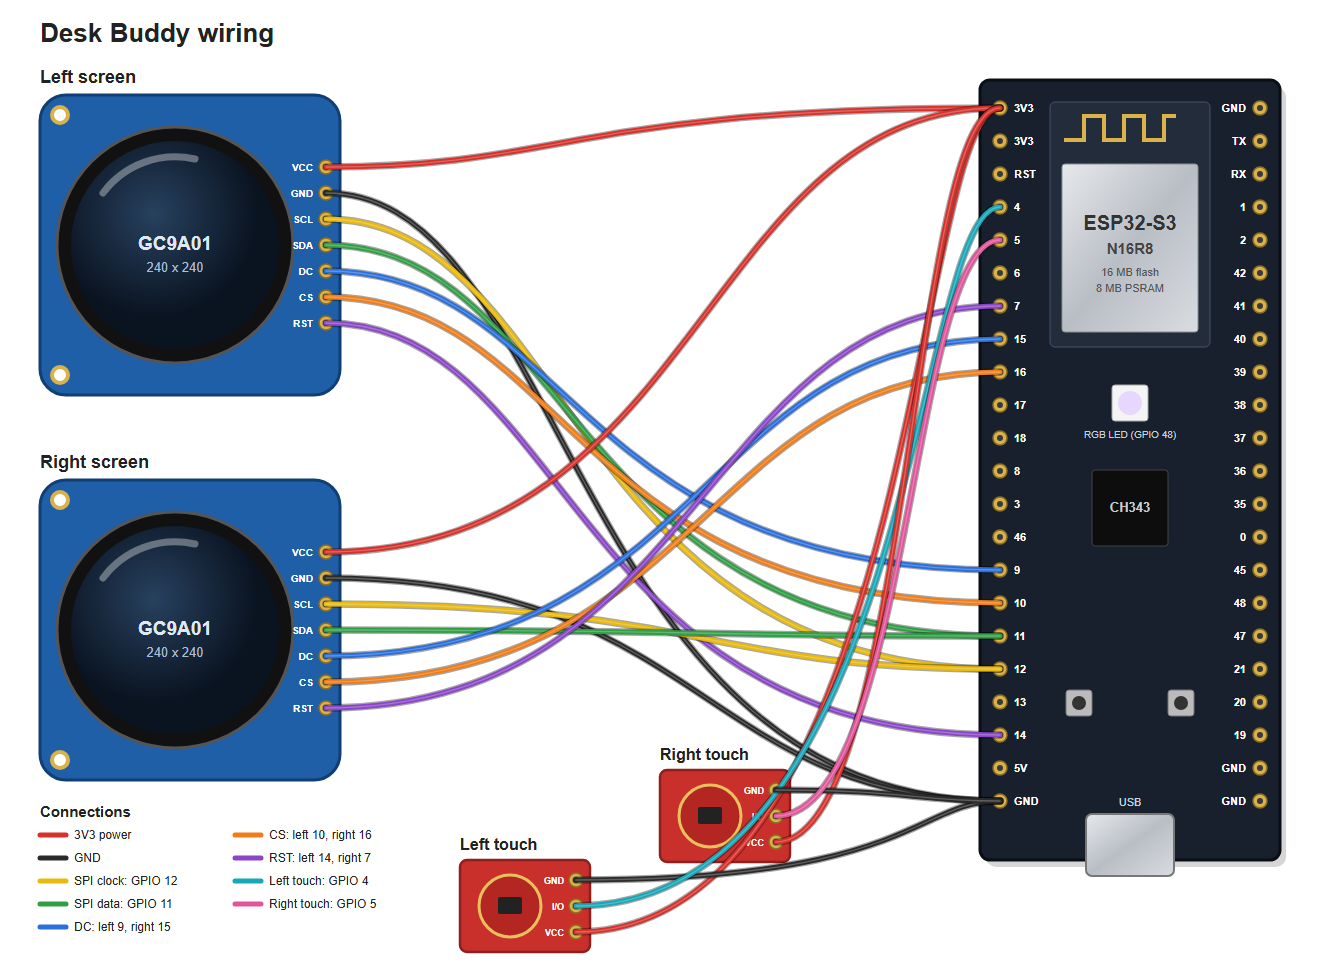 Desk Buddy wiring
Left screen
GC9A01
240 x 240
VCC
GND
SCL
SDA
DC
CS
RST
Right screen
GC9A01
240 x 240
VCC
GND
SCL
SDA
DC
CS
RST
Connections
3V3 power
GND
SPI clock: GPIO 12
SPI data: GPIO 11
DC: left 9, right 15
CS: left 10, right 16
RST: left 14, right 7
Left touch: GPIO 4
Right touch: GPIO 5
Left touch
GND
I/O
VCC
Right touch
GND
VCC
3V3
3V3
RST
4
5
6
7
15
16
17
18
8
3
46
9
10
11
12
13
14
5V
GND
ESP32-S3
N16R8
16 MB flash
8 MB PSRAM
RGB LED (GPIO 48)
CH343
USB
GND
TX
RX
1
2
42
41
40
39
38
37
36
35
0
45
48
47
21
20
19
GND
GND